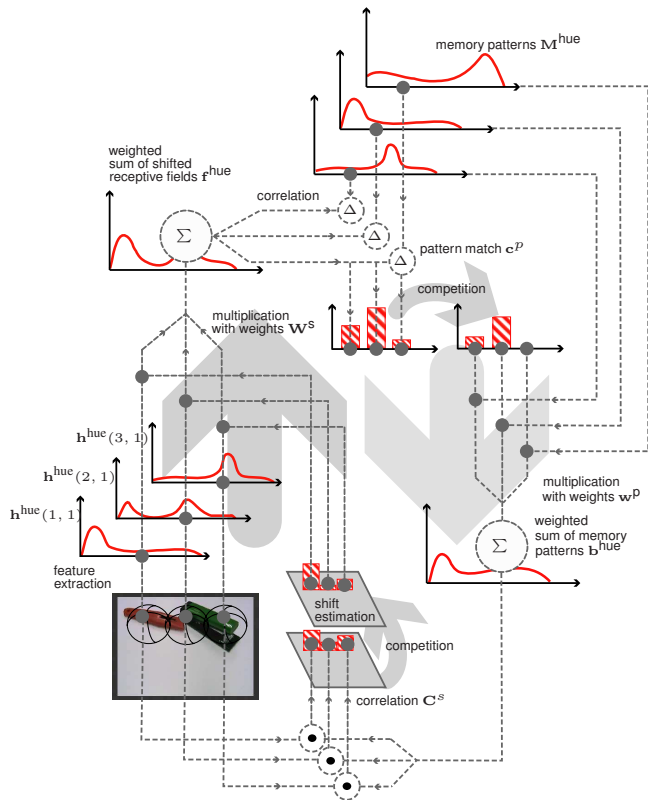 memory patterns M^hue
weighted
sum of shifted
receptive fields f^hue
correlation
Σ
Δ
Δ
Δ
pattern match c^p
competition
multiplication
with weights W^s
h^hue(3, 1)
h^hue(2, 1)
h^hue(1, 1)
feature
extraction
multiplication
with weights w^p
weighted
sum of memory
patterns b^hue
Σ
shift
estimation
competition
correlation C^s